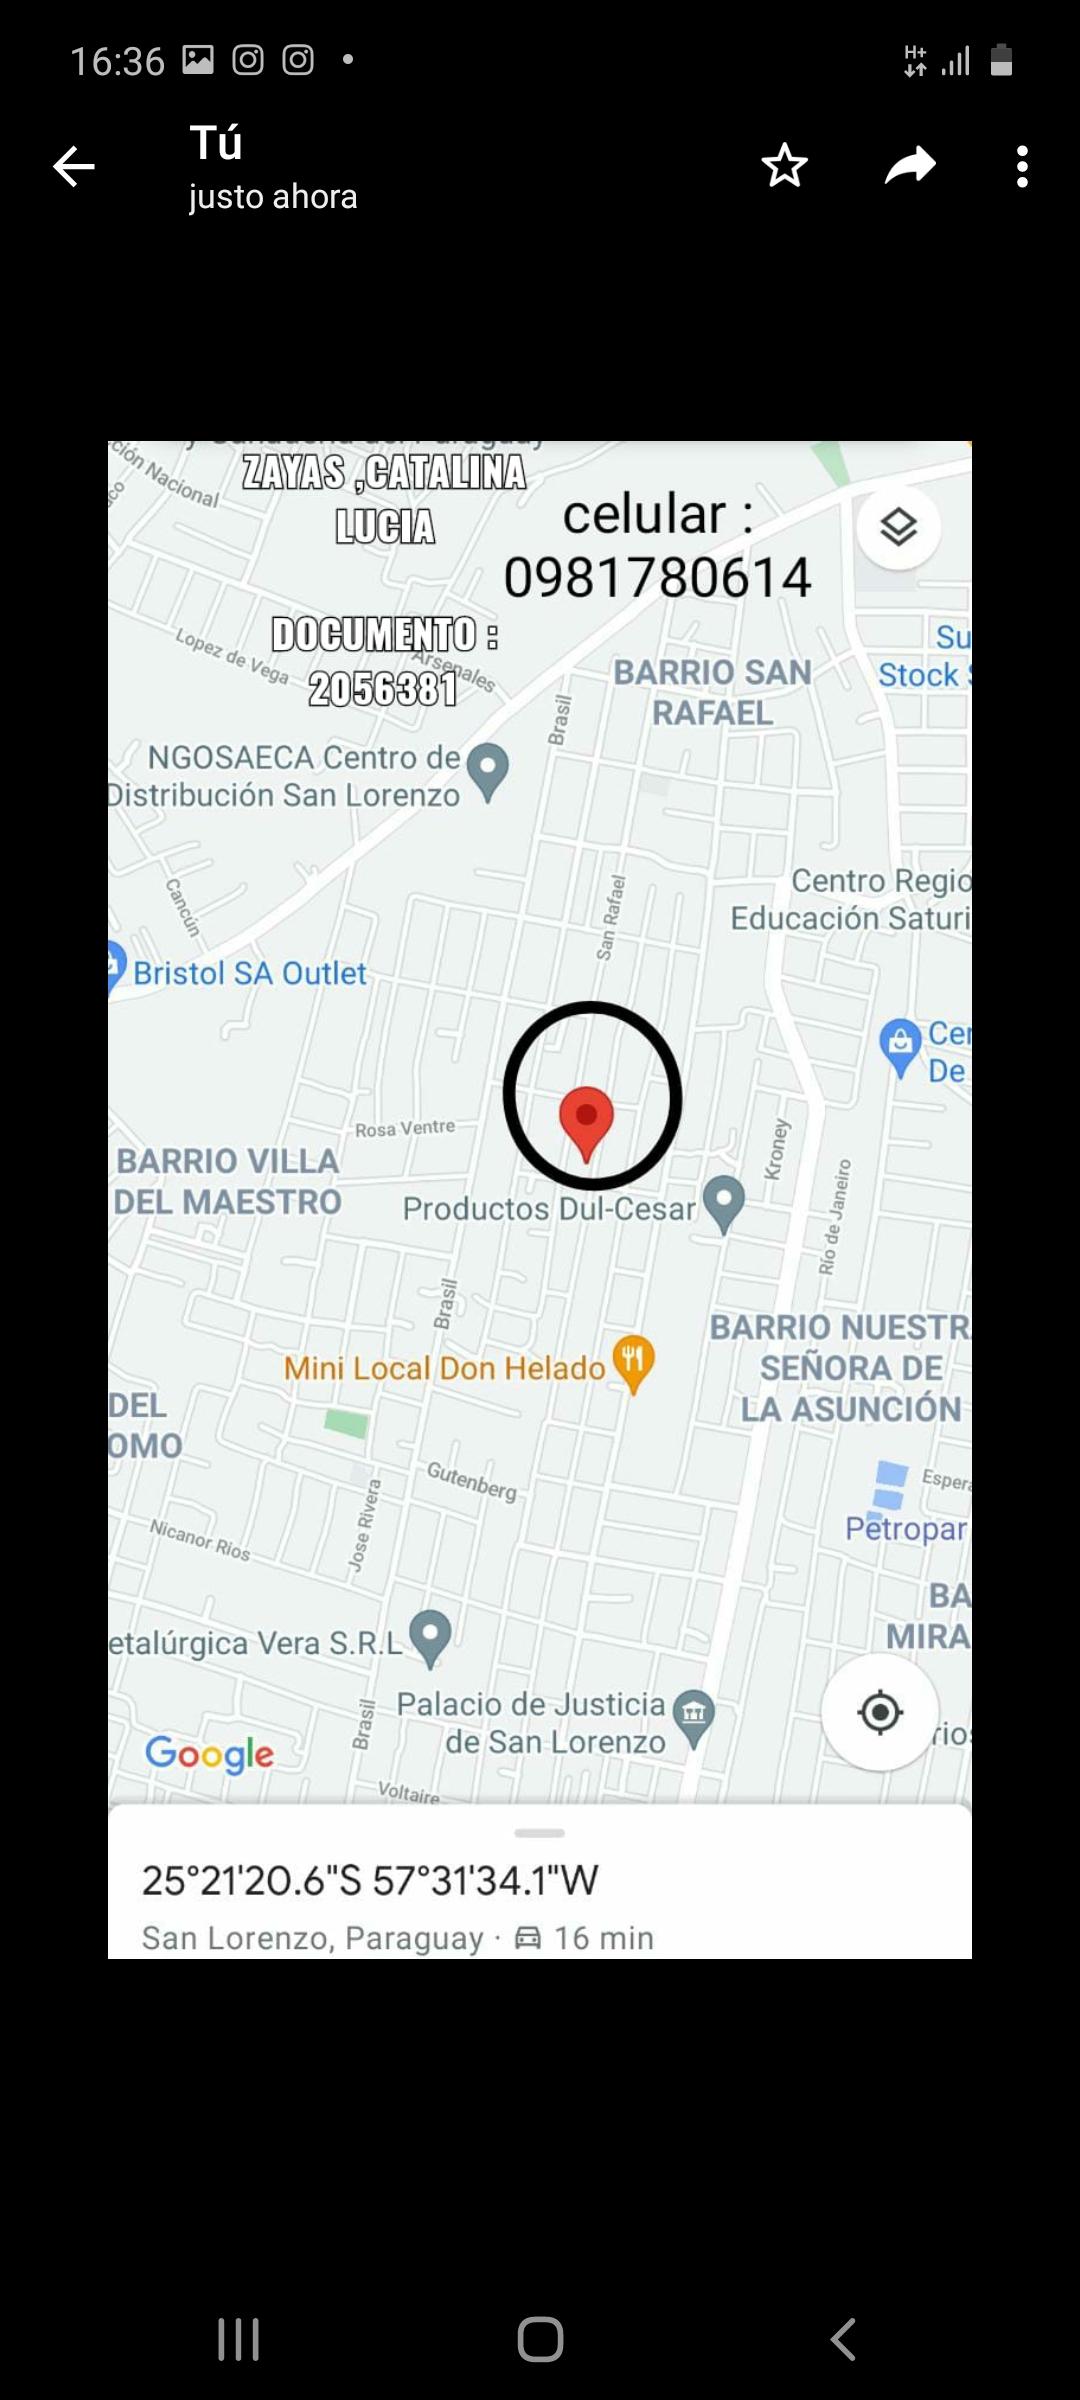 16:36
H+
Tú
justo ahora
ZAYAS ,CATALINA
LUCIA
celular :
0981780614
DOCUMENTO :
2056381
ción Nacional
Lopez de Vega
Arsenales
Su
Stock
BARRIO SAN
RAFAEL
Brasil
NGOSAECA Centro de
Distribución San Lorenzo
Cancún
San Rafael
Centro Regio
Educación Saturi
Bristol SA Outlet
Cer
De
Rosa Ventre
Kroney
BARRIO VILLA
DEL MAESTRO
Productos Dul-Cesar
Río de Janeiro
Brasil
BARRIO NUESTR
SEÑORA DE
LA ASUNCIÓN
Mini Local Don Helado
DEL
OMO
Gutenberg
Espera
Jose Rivera
Nicanor Rios
Petropar
BA
MIRA
etalúrgica Vera S.R.L
Palacio de Justicia
de San Lorenzo
Brasil
rios
Google
Voltaire
25°21'20.6"S 57°31'34.1"W
San Lorenzo, Paraguay · 16 min